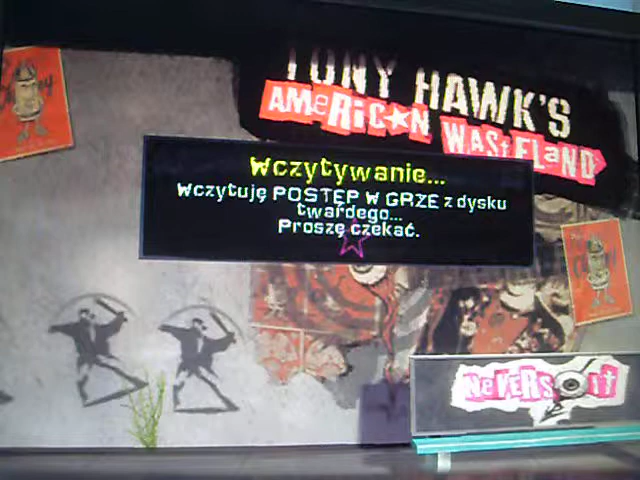 TONY HAWK'S
AMERICAN WASTELAND
Wczytywanie...
Wczytuję POSTĘP W GRZE z dysku
twardego...
Proszę czekać.
NEVERSOFT